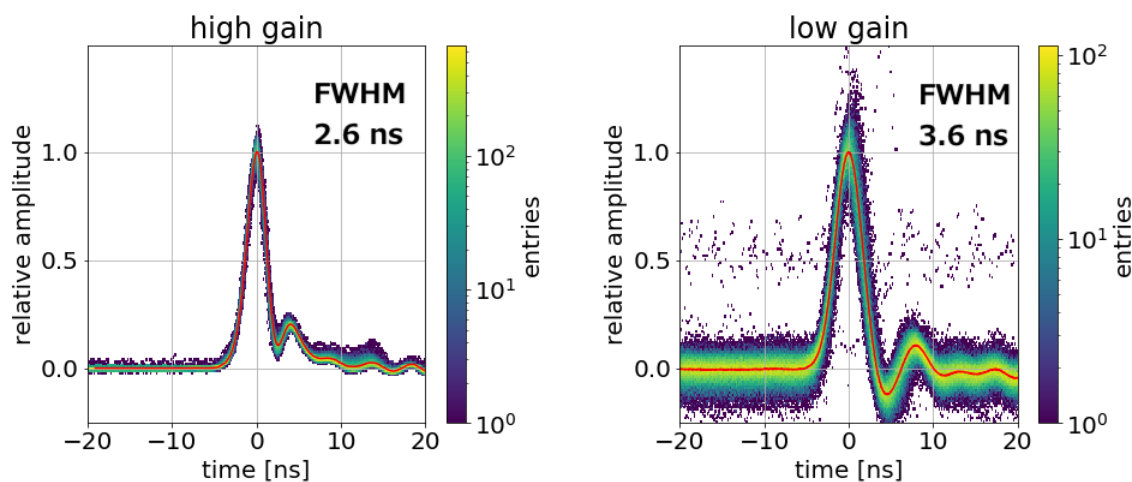 high gain
FWHM
2.6 ns
relative amplitude
1.0
0.5
0.0
−20
−10
0
10
20
time [ns]
10²
10¹
10⁰
entries
low gain
FWHM
3.6 ns
relative amplitude
1.0
0.5
0.0
−20
−10
0
10
20
time [ns]
10²
10¹
10⁰
entries